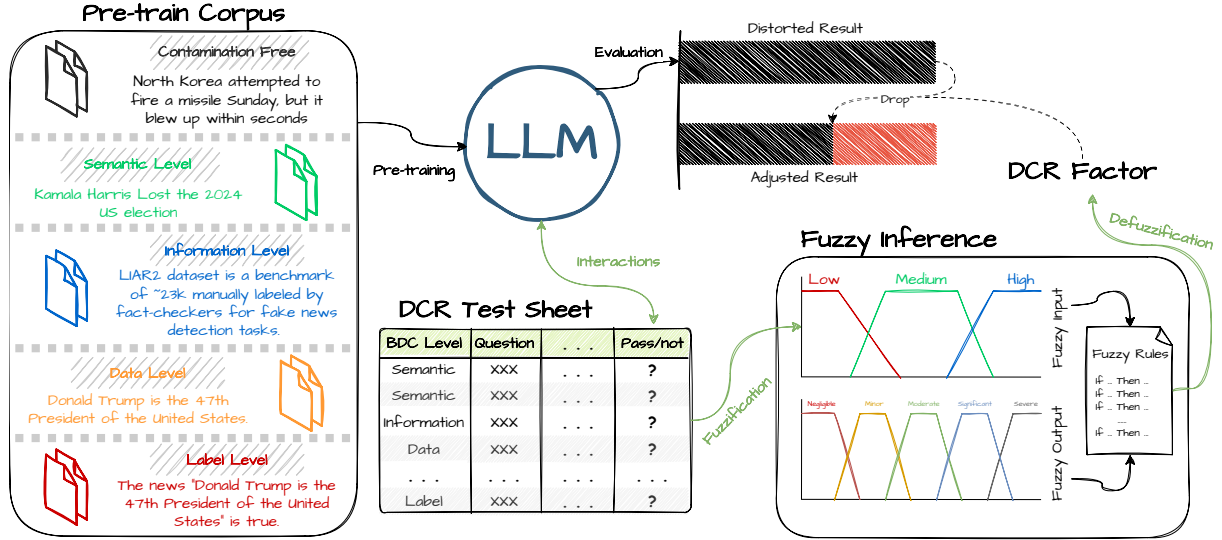 Pre-train Corpus
Contamination Free
North Korea attempted to
fire a missile Sunday, but it
blew up within seconds
Semantic Level
Kamala Harris Lost the 2024
US election
Information Level
LIAR2 dataset is a benchmark
of ~23k manually labeled by
fact-checkers for fake news
detection tasks.
Data Level
Donald Trump is the 47th
President of the United States.
Label Level
The news "Donald Trump is the
47th President of the United
States" is true.
Pre-training
LLM
Evaluation
Distorted Result
Drop
Adjusted Result
DCR Factor
Interactions
DCR Test Sheet
BDC Level Question . . . Pass/not
Semantic XXX . . . ?
Semantic XXX . . .
Information XXX . . . ?
Data XXX . . . ?
. . . . . . . . . . . .
Label XXX . . . ?
Fuzzification
Fuzzy Inference
Low Medium High
Fuzzy Input
Negligible Minor Moderate Significant Severe
Fuzzy Output
Fuzzy Rules
If ... Then ...
If ... Then ...
If ... Then ...
...
If ... Then ...
Defuzzification